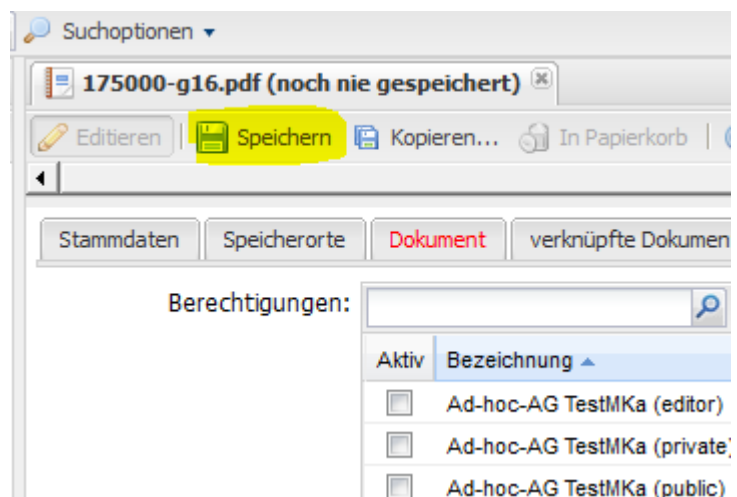 Suchoptionen
175000-g16.pdf (noch nie gespeichert)
Editieren Speichern Kopieren... In Papierkorb
Stammdaten Speicherorte Dokument verknüpfte Dokumen
Berechtigungen:
Aktiv Bezeichnung
Ad-hoc-AG TestMKa (editor)
Ad-hoc-AG TestMKa (private)
Ad-hoc-AG TestMKa (public)